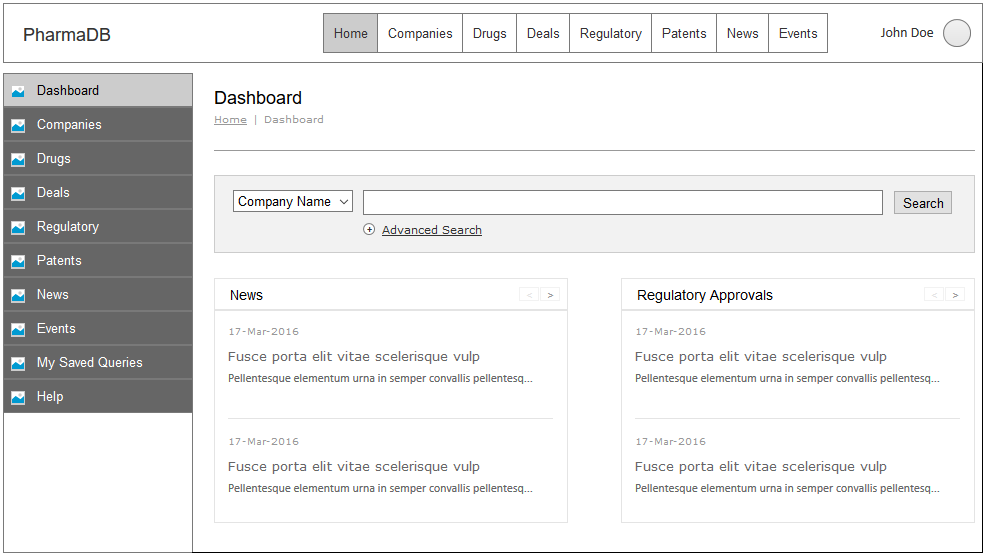 PharmaDB
Home Companies Drugs Deals Regulatory Patents News Events
John Doe
Dashboard
Companies
Drugs
Deals
Regulatory
Patents
News
Events
My Saved Queries
Help
Dashboard
Home | Dashboard
Company Name
Search
Advanced Search
News
< >
17-Mar-2016
Fusce porta elit vitae scelerisque vulp
Pellentesque elementum urna in semper convallis pellentesq...
17-Mar-2016
Fusce porta elit vitae scelerisque vulp
Pellentesque elementum urna in semper convallis pellentesq...
Regulatory Approvals
< >
17-Mar-2016
Fusce porta elit vitae scelerisque vulp
Pellentesque elementum urna in semper convallis pellentesq...
17-Mar-2016
Fusce porta elit vitae scelerisque vulp
Pellentesque elementum urna in semper convallis pellentesq...